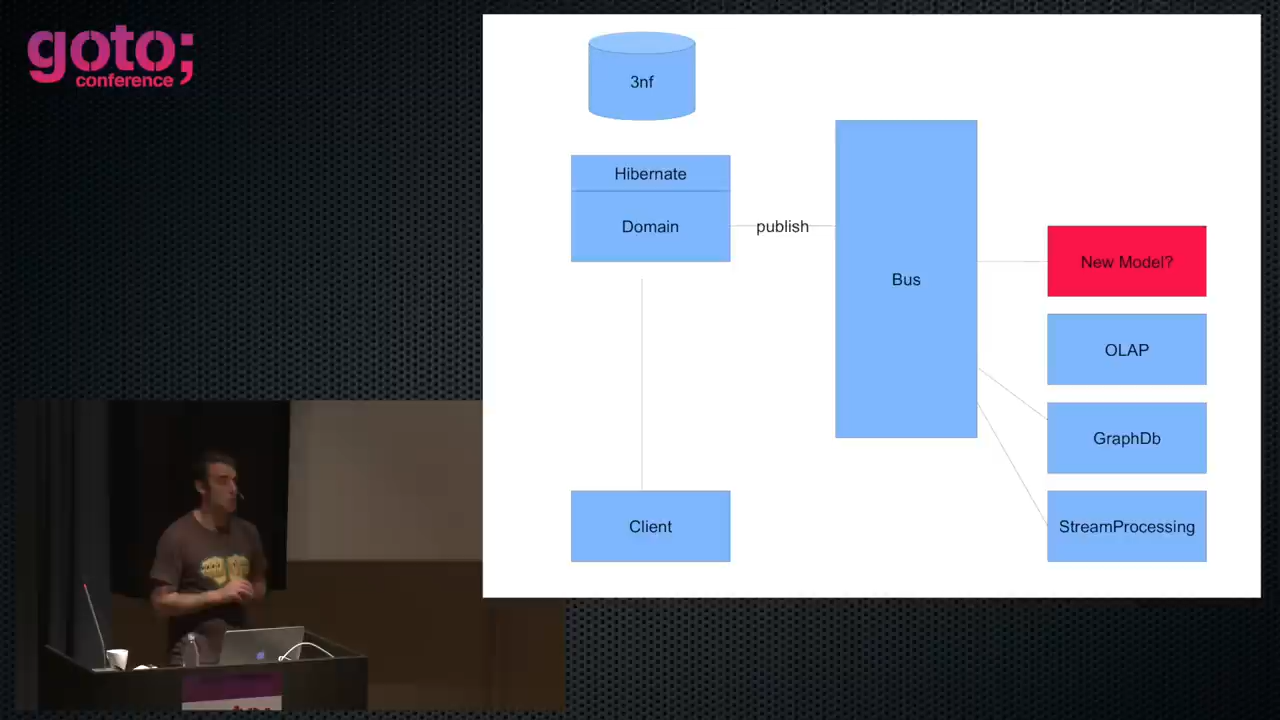 goto;
conference
3nf
Hibernate
Domain
publish
Bus
New Model?
OLAP
GraphDb
StreamProcessing
Client